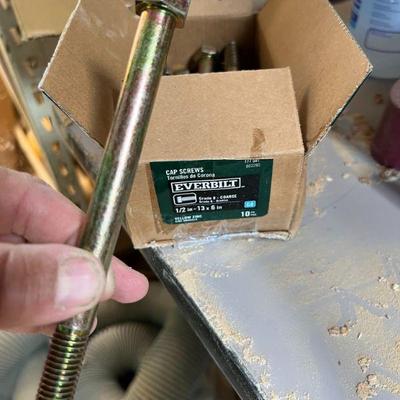 CAP SCREWS
Tornillos de Corona
EVERBILT
Grade 8 - COARSE
1/2 in - 13 x 6 in
YELLOW ZINC
10